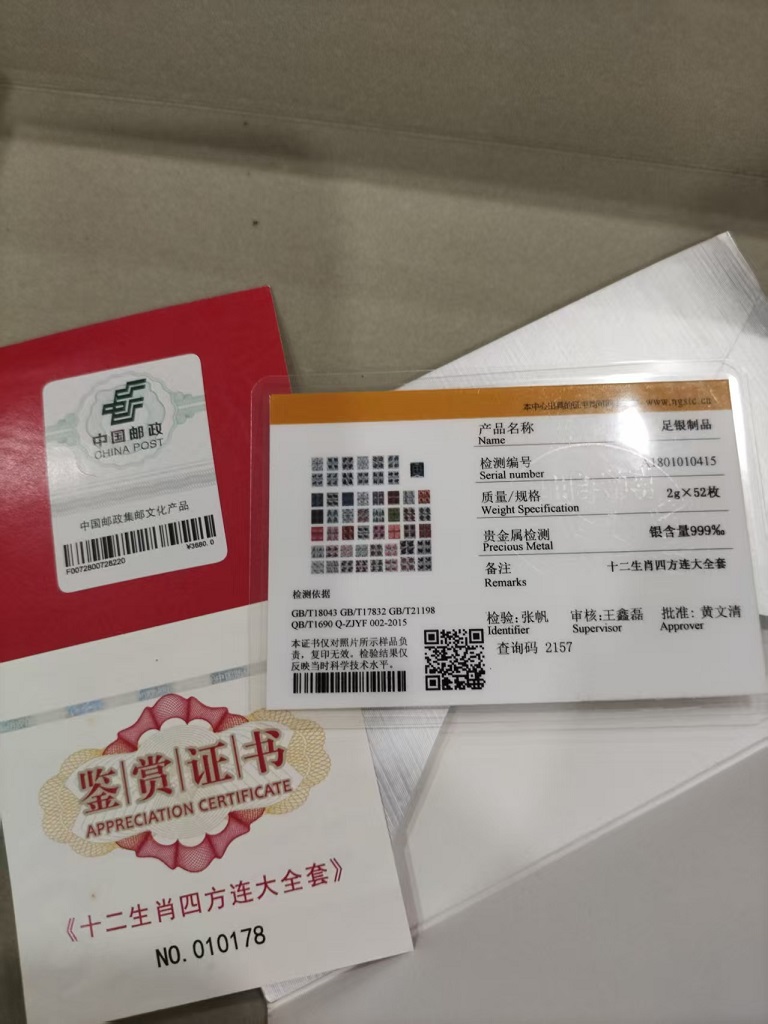 中国邮政
CHINA POST
中国邮政集邮文化产品
¥3880.0
F0072800728220
鉴|赏|证|书
APPRECIATION CERTIFICATE
《十二生肖四方连大全套》
NO.010178
www.ngstc.cn
产品名称 足银制品
Name
检测编号 A1801010415
Serial number
质量/规格 2g×52枚
Weight Specification
贵金属检测 银含量999‰
Precious Metal
备注 十二生肖四方连大全套
Remarks
检测依据
GB/T18043 GB/T17832 GB/T21198
QB/T1690 Q-ZJYF 002-2015
本证书仅对照片所示样品负
责,复印无效。检验结果仅
反映当时科学技术水平。
检验:张帆 审核:王鑫磊 批准: 黄文清
Identifier Supervisor Approver
查询码 2157